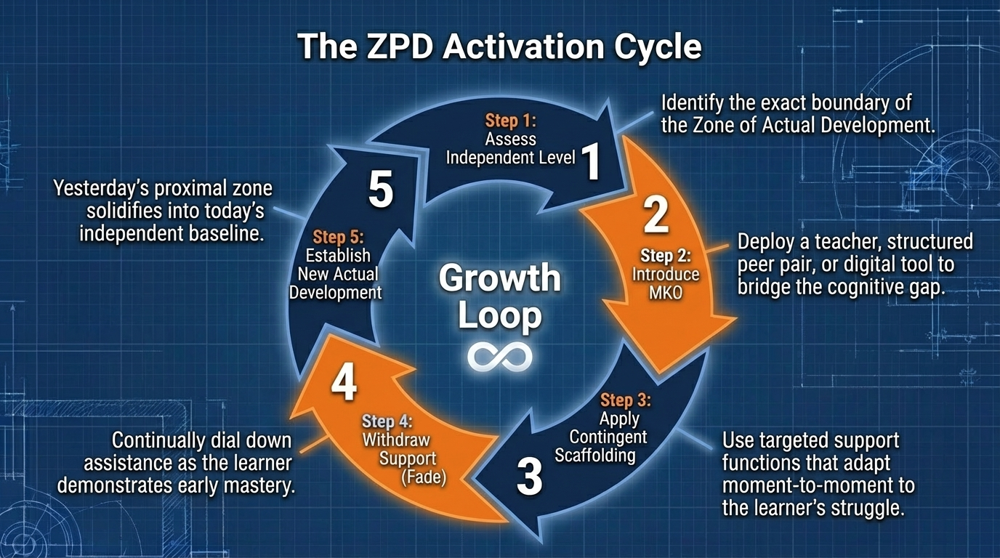 The ZPD Activation Cycle
Step 1:
Assess
Independent Level
1
Identify the exact boundary of
the Zone of Actual Development.
2
Step 2:
Introduce
MKO
Deploy a teacher, structured
peer pair, or digital tool to
bridge the cognitive gap.
Step 3:
Apply
Contingent
Scaffolding
3
Use targeted support
functions that adapt
moment-to-moment to
the learner's struggle.
4
Step 4:
Withdraw
Support
(Fade)
Continually dial down
assistance as the learner
demonstrates early mastery.
5
Step 5:
Establish
New Actual
Development
Yesterday's proximal zone
solidifies into today's
independent baseline.
Growth
Loop
∞